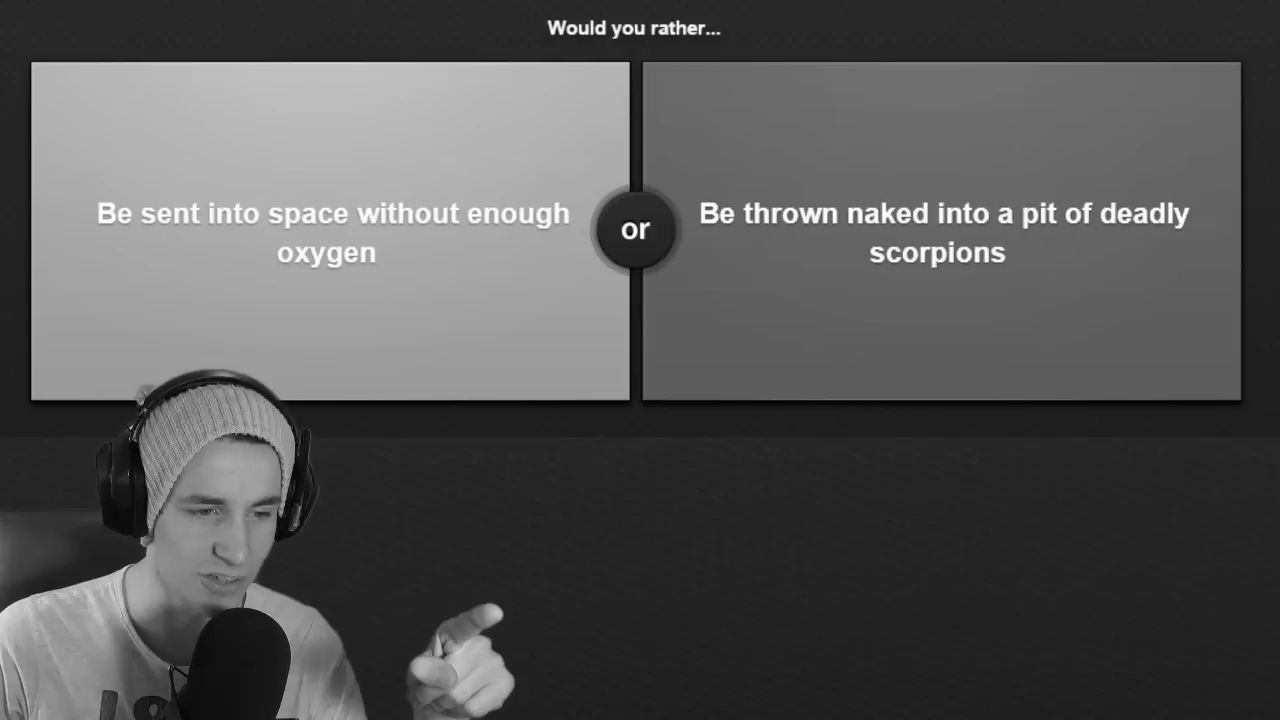 Would you rather...
Be sent into space without enough
oxygen
or
Be thrown naked into a pit of deadly
scorpions